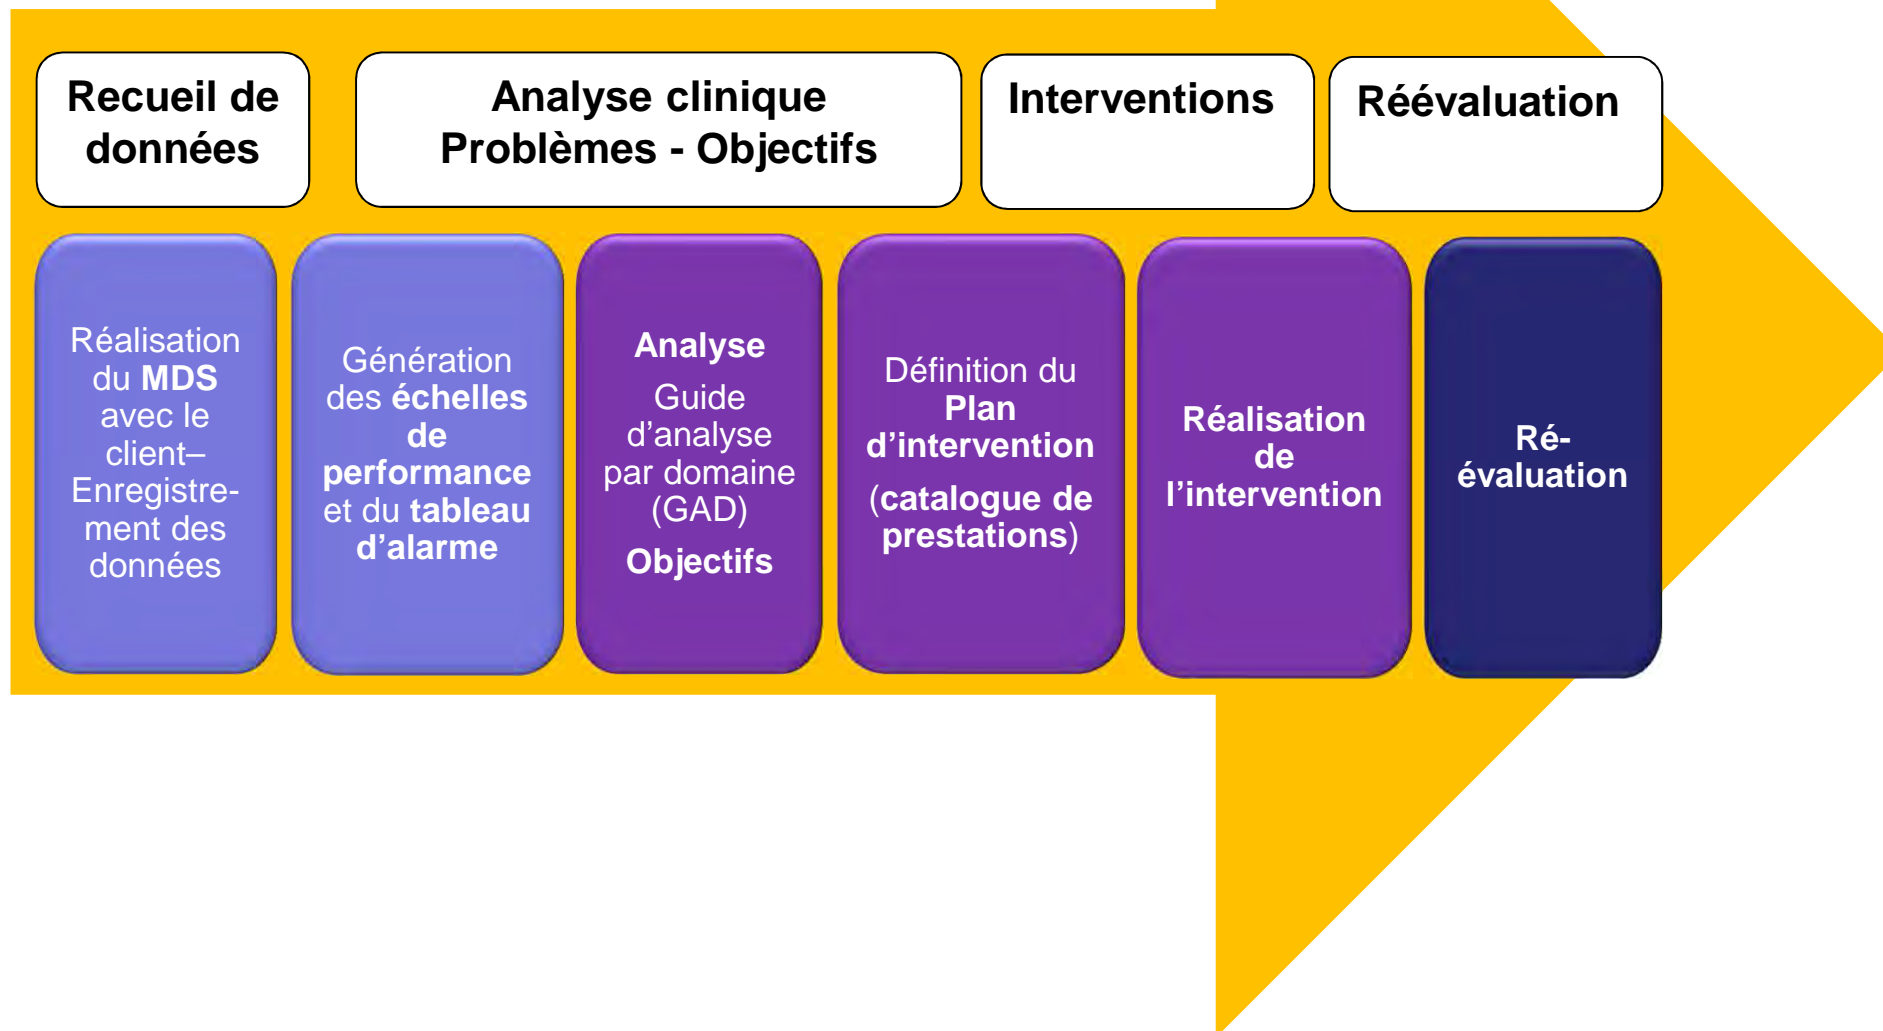 Recueil de
données
Analyse clinique
Problèmes - Objectifs
Interventions
Réévaluation
Réalisation
du MDS
avec le
client–
Enregistre-
ment des
données
Génération
des échelles
de
performance
et du tableau
d’alarme
Analyse
Guide
d’analyse
par domaine
(GAD)
Objectifs
Définition du
Plan
d’intervention
(catalogue de
prestations)
Réalisation
de
l’intervention
Ré-
évaluation